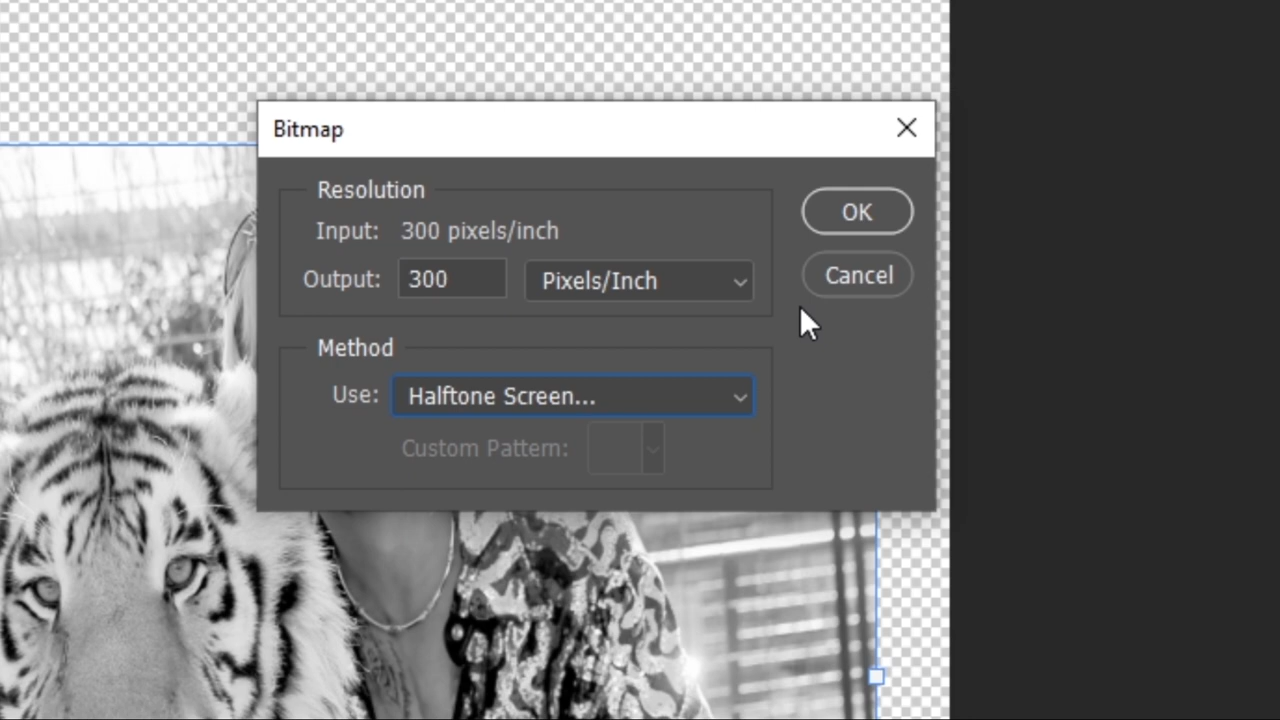 Bitmap
Resolution
Input: 300 pixels/inch
Output: 300 Pixels/Inch
OK
Cancel
Method
Use: Halftone Screen...
Custom Pattern: